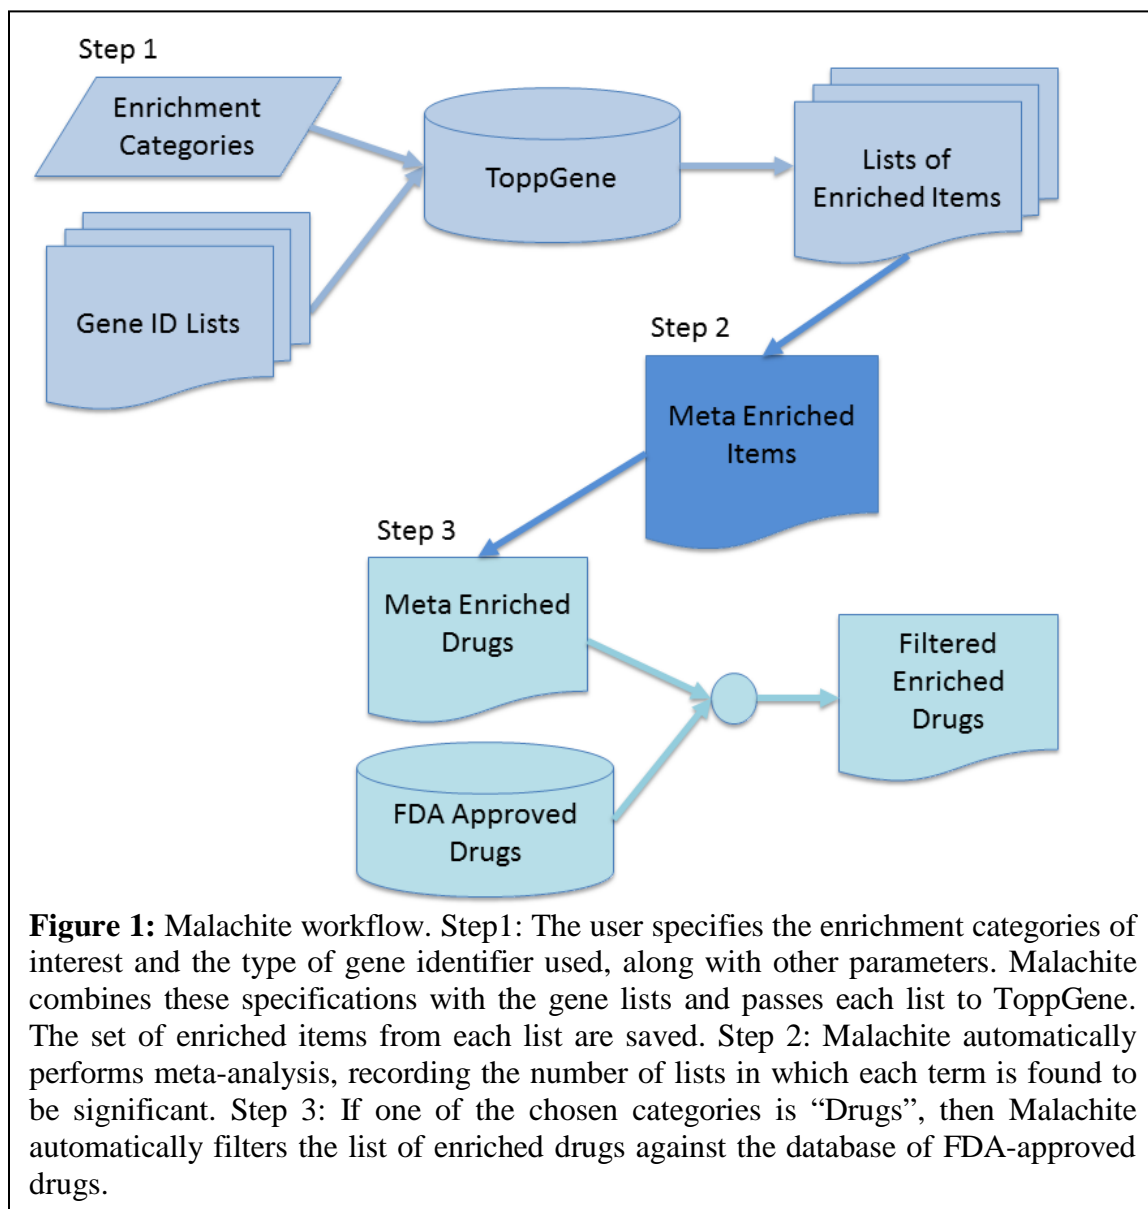 Step 1
Enrichment
Categories
ToppGene
Lists of
Enriched Items
Gene ID Lists
Step 2
Meta Enriched
Items
Step 3
Meta Enriched
Drugs
Filtered
Enriched
Drugs
FDA Approved
Drugs
Figure 1: Malachite workflow. Step1: The user specifies the enrichment categories of
interest and the type of gene identifier used, along with other parameters. Malachite
combines these specifications with the gene lists and passes each list to ToppGene.
The set of enriched items from each list are saved. Step 2: Malachite automatically
performs meta-analysis, recording the number of lists in which each term is found to
be significant. Step 3: If one of the chosen categories is “Drugs”, then Malachite
automatically filters the list of enriched drugs against the database of FDA-approved
drugs.